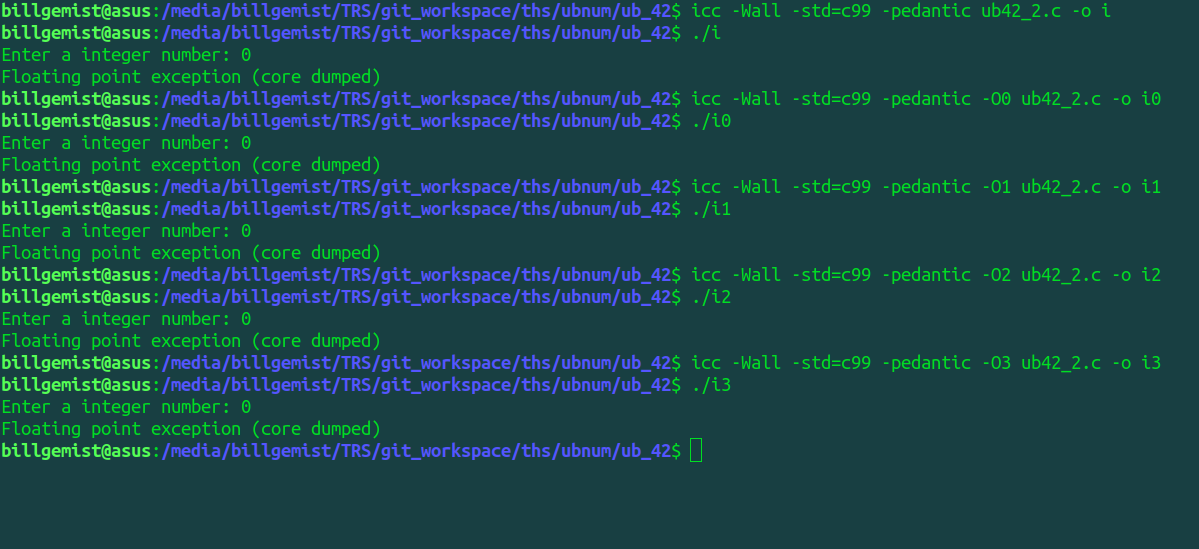 billgemist@asus:/media/billgemist/TRS/git_workspace/ths/ubnum/ub_42$ icc -Wall -std=c99 -pedantic ub42_2.c -o i
billgemist@asus:/media/billgemist/TRS/git_workspace/ths/ubnum/ub_42$ ./i
Enter a integer number: 0
Floating point exception (core dumped)
billgemist@asus:/media/billgemist/TRS/git_workspace/ths/ubnum/ub_42$ icc -Wall -std=c99 -pedantic -O0 ub42_2.c -o i0
billgemist@asus:/media/billgemist/TRS/git_workspace/ths/ubnum/ub_42$ ./i0
Enter a integer number: 0
Floating point exception (core dumped)
billgemist@asus:/media/billgemist/TRS/git_workspace/ths/ubnum/ub_42$ icc -Wall -std=c99 -pedantic -O1 ub42_2.c -o i1
billgemist@asus:/media/billgemist/TRS/git_workspace/ths/ubnum/ub_42$ ./i1
Enter a integer number: 0
Floating point exception (core dumped)
billgemist@asus:/media/billgemist/TRS/git_workspace/ths/ubnum/ub_42$ icc -Wall -std=c99 -pedantic -O2 ub42_2.c -o i2
billgemist@asus:/media/billgemist/TRS/git_workspace/ths/ubnum/ub_42$ ./i2
Enter a integer number: 0
Floating point exception (core dumped)
billgemist@asus:/media/billgemist/TRS/git_workspace/ths/ubnum/ub_42$ icc -Wall -std=c99 -pedantic -O3 ub42_2.c -o i3
billgemist@asus:/media/billgemist/TRS/git_workspace/ths/ubnum/ub_42$ ./i3
Enter a integer number: 0
Floating point exception (core dumped)
billgemist@asus:/media/billgemist/TRS/git_workspace/ths/ubnum/ub_42$